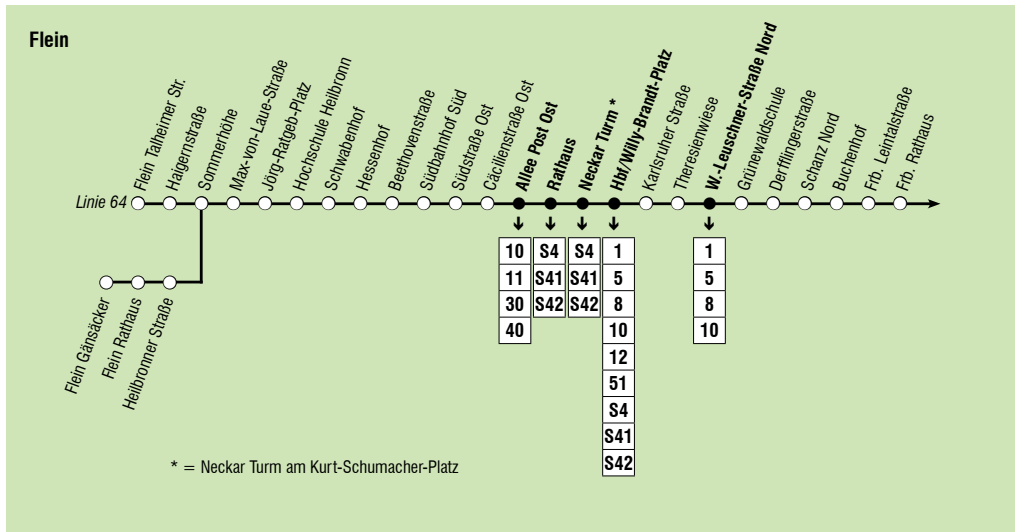 Flein
Flein Talheimer Str.
Haigernstraße
Sommerhöhe
Max-von-Laue-Straße
Jörg-Ratgeb-Platz
Hochschule Heilbronn
Schwabenhof
Hessenhof
Beethovenstraße
Südbahnhof Süd
Südstraße Ost
Cäcilienstraße Ost
Allee Post Ost
Rathaus
Neckar Turm *
Hbf/Willy-Brandt-Platz
Karlsruher Straße
Theresienwiese
W.-Leuschner-Straße Nord
Grünewaldschule
Derfflingerstraße
Schanz Nord
Buchenhof
Frb. Leintalstraße
Frb. Rathaus
Linie 64
10
11
30
40
S4
S41
S42
S4
S41
S42
1
5
8
10
12
51
S4
S41
S42
1
5
8
10
Flein Gänsäcker
Flein Rathaus
Heilbronner Straße
* = Neckar Turm am Kurt-Schumacher-Platz